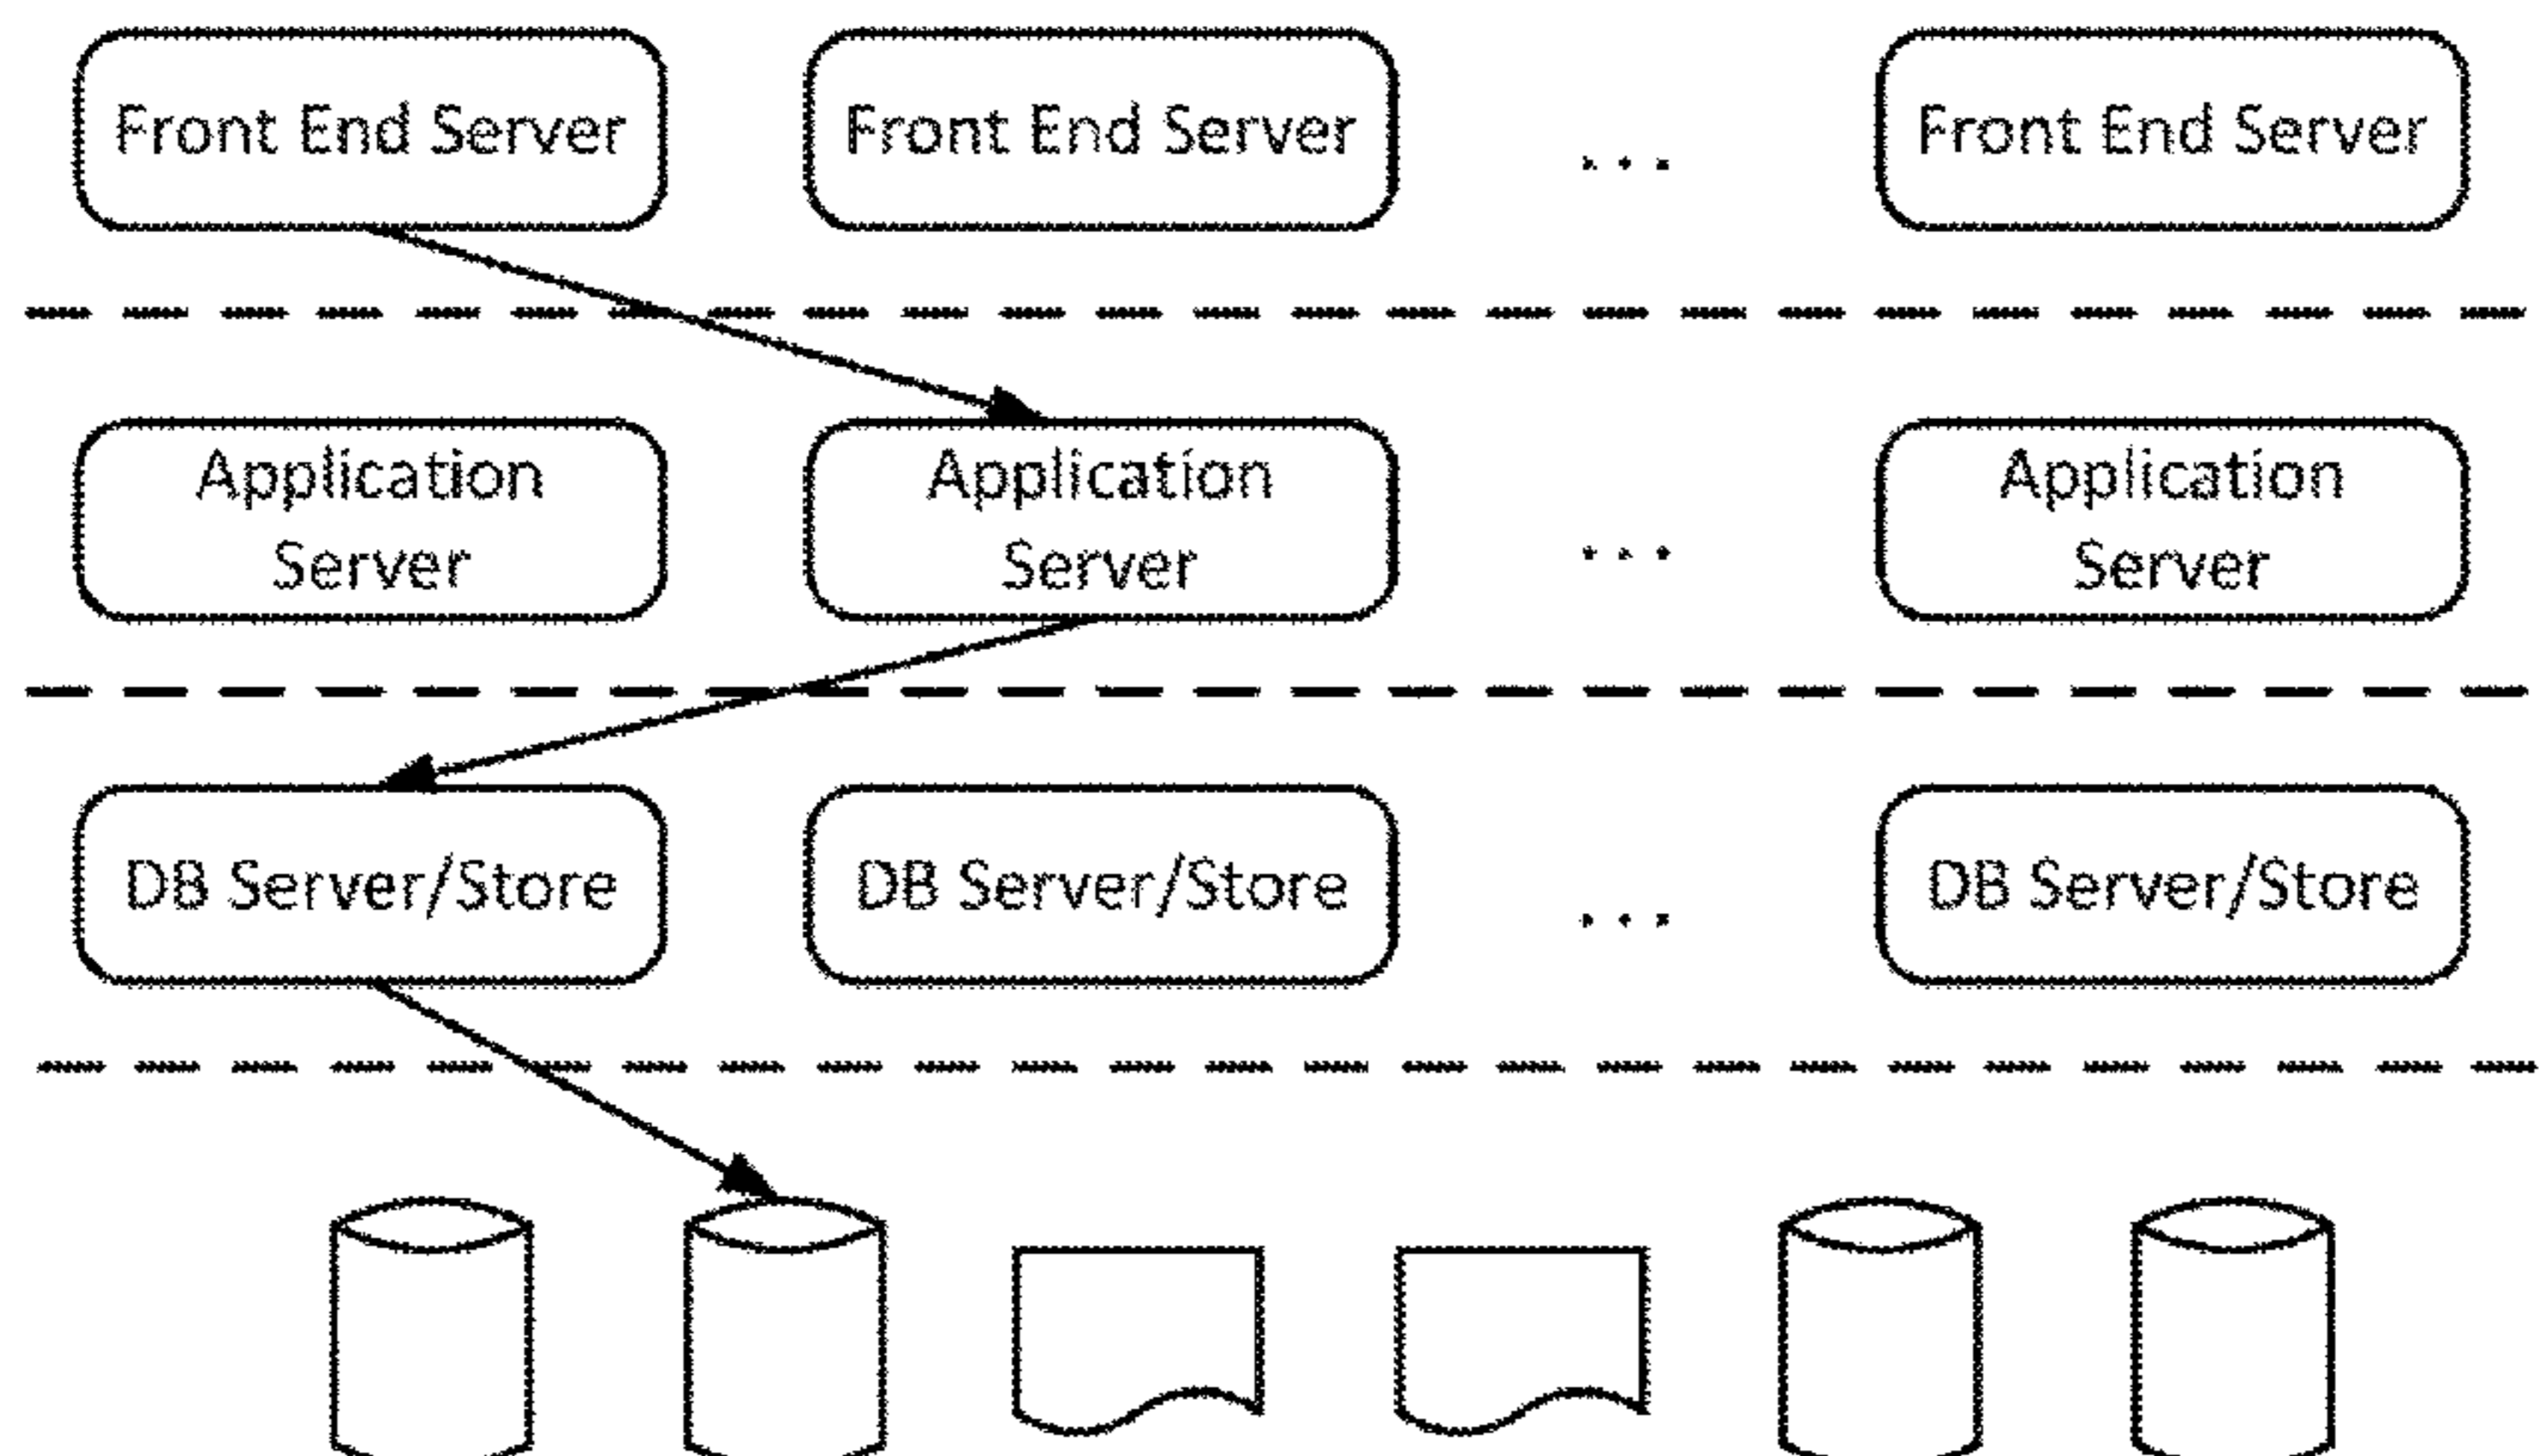 Front End Server
Front End Server
...
Front End Server
Application
Server
Application
Server
...
Application
Server
DB Server/Store
DB Server/Store
...
DB Server/Store